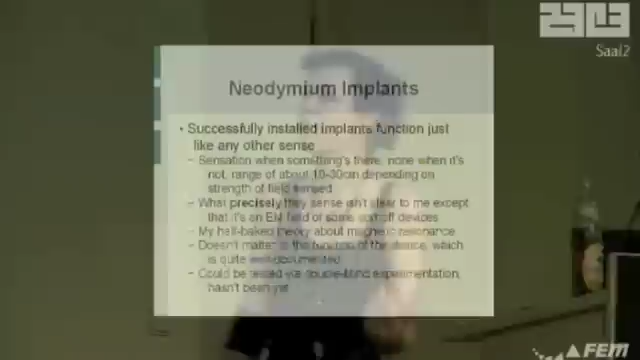 29C3
Saal2
Neodymium Implants
• Successfully installed implants function just
like any other sense
– Sensation when something's there, none when it's
not, range of about 10-30cm depending on
strength of field sensed
– What precisely they sense isn't clear to me except
that it's an EM field of some sort off devices
– My half-baked theory about magnetic resonance
– Doesn't matter to the function of the device, which
is quite well-documented
– Could be tested via double-blind experimentation,
hasn't been yet
FEM